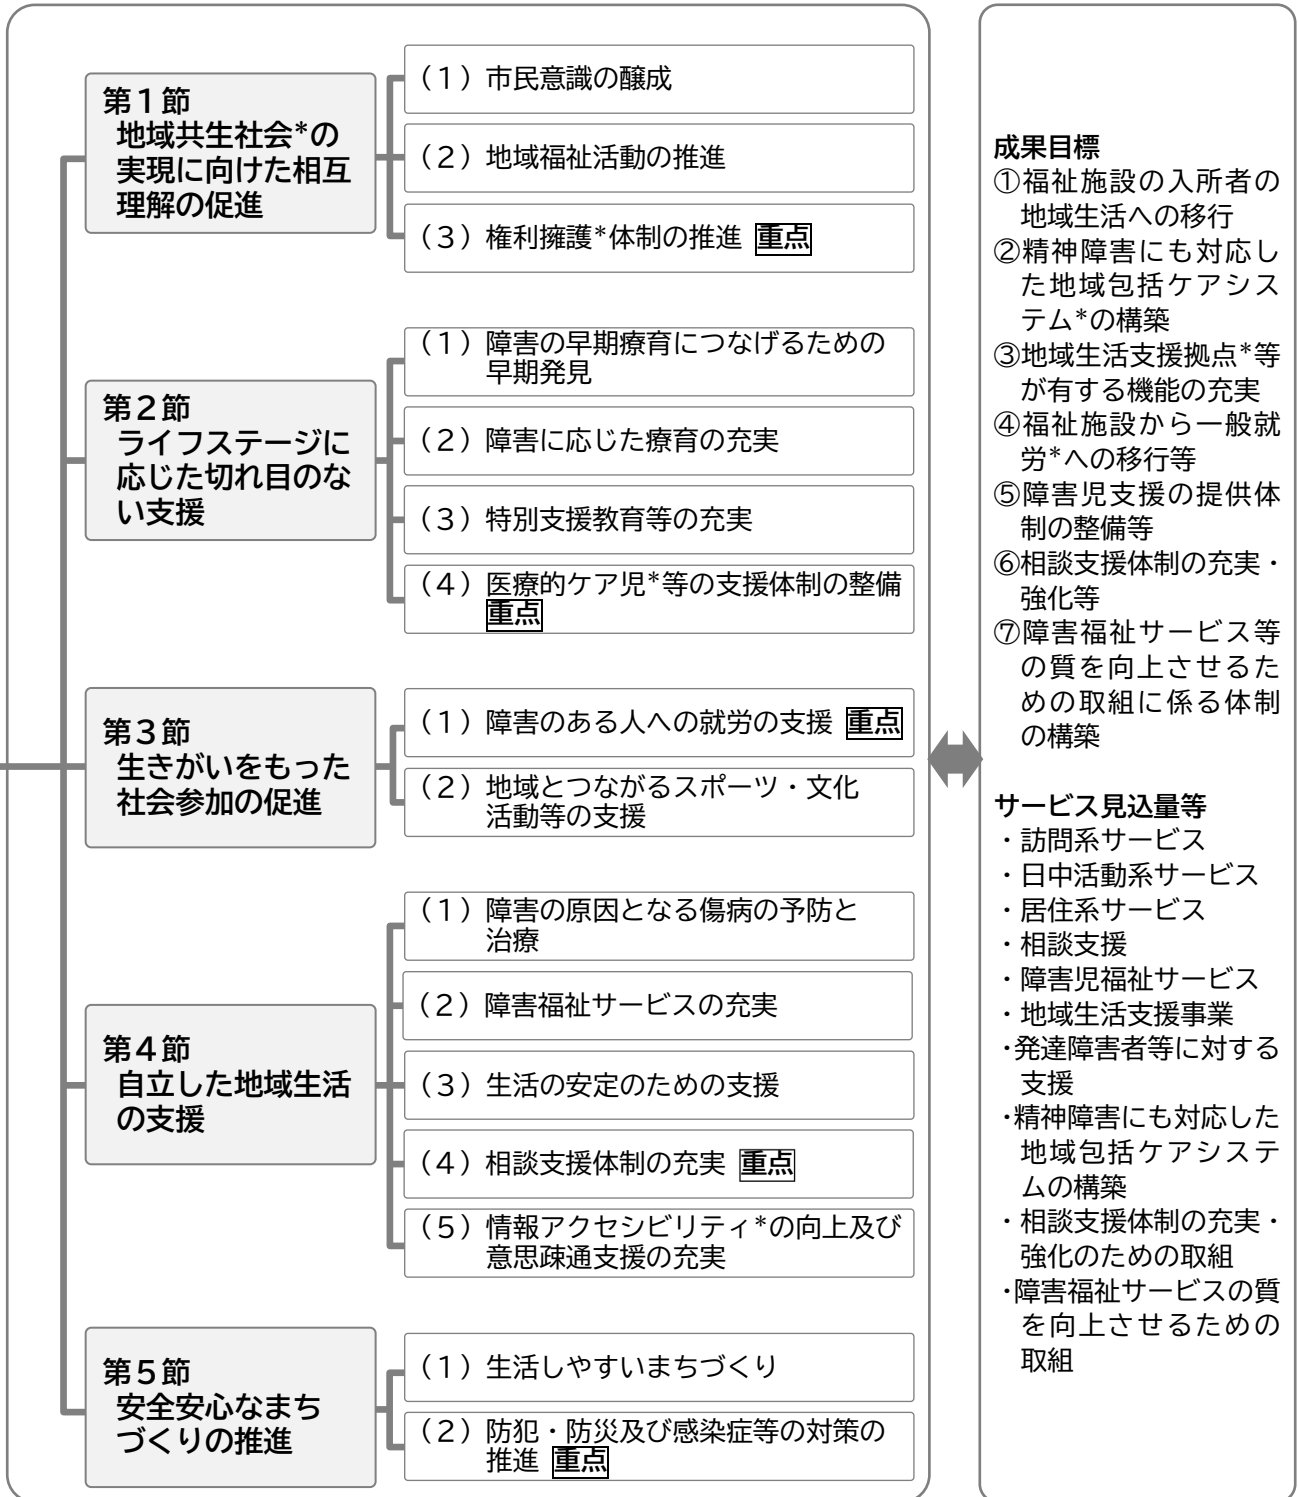 第1節
地域共生社会*の
実現に向けた相互
理解の促進
(1)市民意識の醸成
(2)地域福祉活動の推進
(3)権利擁護*体制の推進 重点
第2節
ライフステージに
応じた切れ目のな
い支援
(1)障害の早期療育につなげるための
早期発見
(2)障害に応じた療育の充実
(3)特別支援教育等の充実
(4)医療的ケア児*等の支援体制の整備
重点
第3節
生きがいをもった
社会参加の促進
(1)障害のある人への就労の支援 重点
(2)地域とつながるスポーツ・文化
活動等の支援
第4節
自立した地域生活
の支援
(1)障害の原因となる傷病の予防と
治療
(2)障害福祉サービスの充実
(3)生活の安定のための支援
(4)相談支援体制の充実 重点
(5)情報アクセシビリティ*の向上及び
意思疎通支援の充実
第5節
安全安心なまち
づくりの推進
(1)生活しやすいまちづくり
(2)防犯・防災及び感染症等の対策の
推進 重点
成果目標
①福祉施設の入所者の
地域生活への移行
②精神障害にも対応し
た地域包括ケアシス
テム*の構築
③地域生活支援拠点*等
が有する機能の充実
④福祉施設から一般就
労*への移行等
⑤障害児支援の提供体
制の整備等
⑥相談支援体制の充実・
強化等
⑦障害福祉サービス等
の質を向上させるた
めの取組に係る体制
の構築
サービス見込量等
・訪問系サービス
・日中活動系サービス
・居住系サービス
・相談支援
・障害児福祉サービス
・地域生活支援事業
・発達障害者等に対する
支援
・精神障害にも対応した
地域包括ケアシステ
ムの構築
・相談支援体制の充実・
強化のための取組
・障害福祉サービスの質
を向上させるための
取組